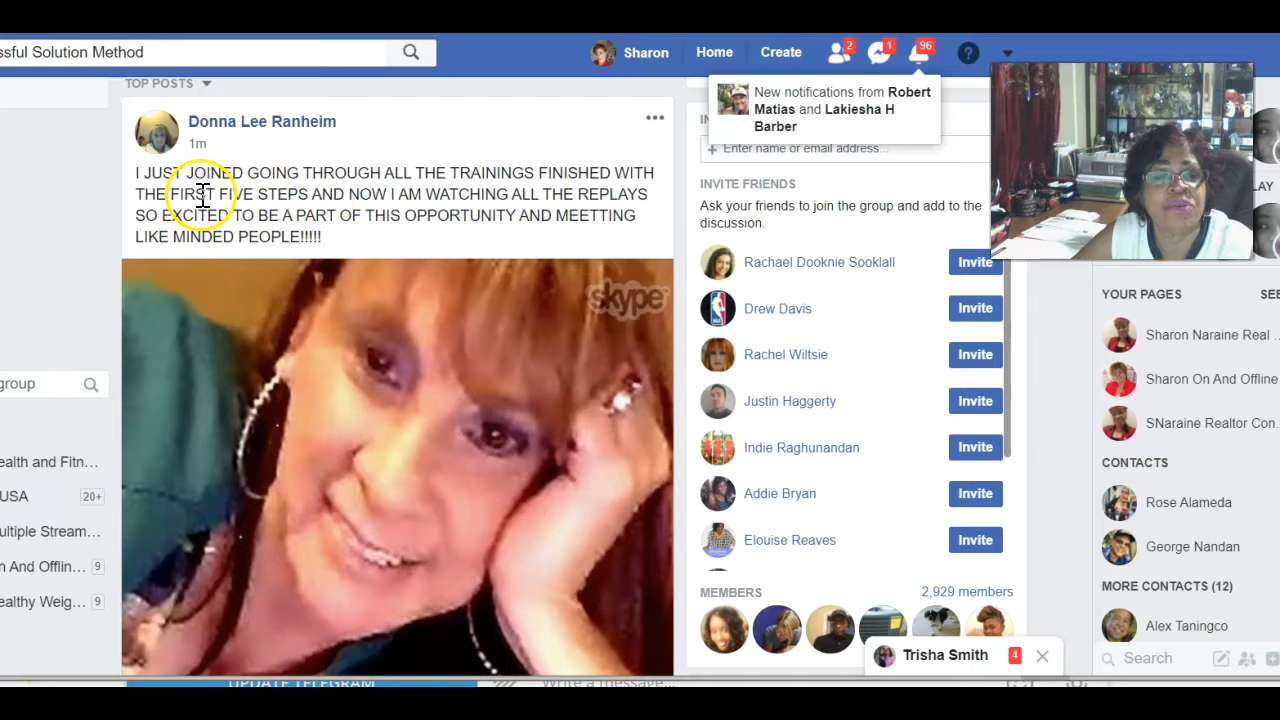 ssful Solution Method
Sharon
Home
Create
2
1
96
?
New notifications from Robert
Matias and Lakiesha H
Barber
TOP POSTS
Donna Lee Ranheim
1m
I JUST JOINED GOING THROUGH ALL THE TRAININGS FINISHED WITH
THE FIRST FIVE STEPS AND NOW I AM WATCHING ALL THE REPLAYS
SO EXCITED TO BE A PART OF THIS OPPORTUNITY AND MEETTING
LIKE MINDED PEOPLE!!!!!
skype
group
ealth and Fitn...
USA
20+
ultiple Stream...
n And Offlin...
9
ealthy Weig...
9
Enter name or email address...
INVITE FRIENDS
Ask your friends to join the group and add to the
discussion.
Rachael Dooknie Sooklall
Invite
Drew Davis
Invite
Rachel Wiltsie
Invite
Justin Haggerty
Invite
Indie Raghunandan
Invite
Addie Bryan
Invite
Elouise Reaves
Invite
MEMBERS
2,929 members
LAY
YOUR PAGES
SEE
Sharon Naraine Real ...
Sharon On And Offline
SNaraine Realtor Con...
CONTACTS
Rose Alameda
George Nandan
MORE CONTACTS (12)
Alex Taningco
Search
Trisha Smith
4
UPDATE TELEGRAM
Write a message...